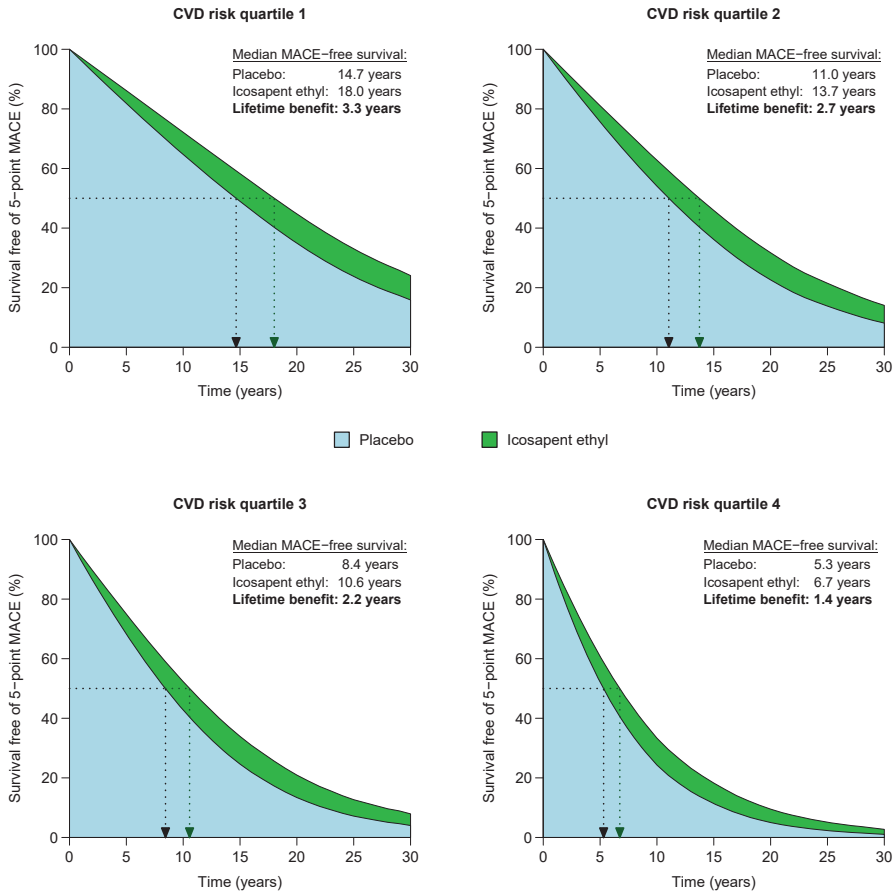 CVD risk quartile 1
Survival free of 5−point MACE (%)
100
80
60
40
20
0
Median MACE−free survival:
Placebo: 14.7 years
Icosapent ethyl: 18.0 years
Lifetime benefit: 3.3 years
0 5 10 15 20 25 30
Time (years)
CVD risk quartile 2
Survival free of 5−point MACE (%)
100
80
60
40
20
0
Median MACE−free survival:
Placebo: 11.0 years
Icosapent ethyl: 13.7 years
Lifetime benefit: 2.7 years
0 5 10 15 20 25 30
Time (years)
Placebo
Icosapent ethyl
CVD risk quartile 3
Survival free of 5−point MACE (%)
100
80
60
40
20
0
Median MACE−free survival:
Placebo: 8.4 years
Icosapent ethyl: 10.6 years
Lifetime benefit: 2.2 years
0 5 10 15 20 25 30
Time (years)
CVD risk quartile 4
Survival free of 5−point MACE (%)
100
80
60
40
20
0
Median MACE−free survival:
Placebo: 5.3 years
Icosapent ethyl: 6.7 years
Lifetime benefit: 1.4 years
0 5 10 15 20 25 30
Time (years)